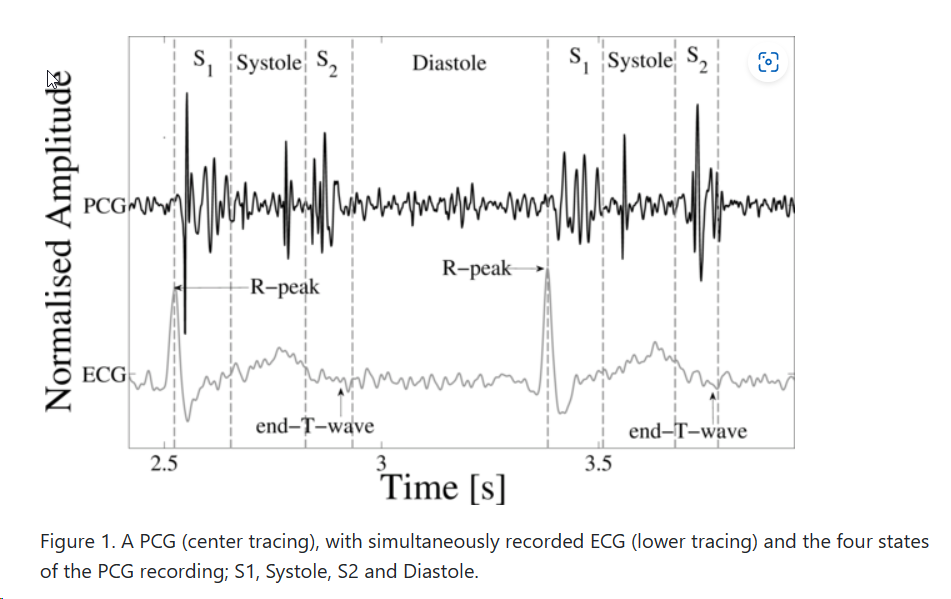 S1 Systole S2 Diastole S1 Systole S2
Normalised Amplitude
PCG
R–peak
R–peak
ECG
end–T–wave
end–T–wave
2.5 3 3.5
Time [s]
Figure 1. A PCG (center tracing), with simultaneously recorded ECG (lower tracing) and the four states
of the PCG recording; S1, Systole, S2 and Diastole.